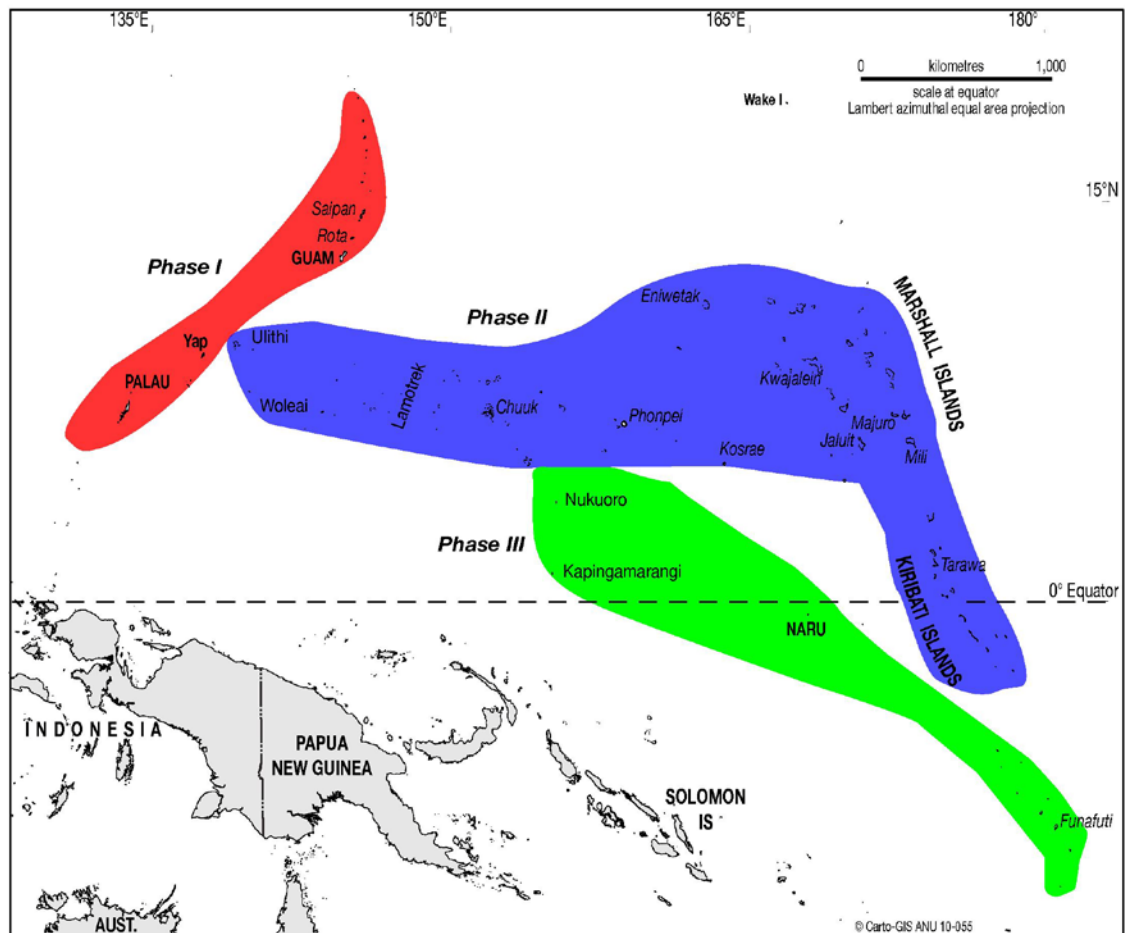 135°E
150°E
165°E
180°
0 kilometres 1,000
scale at equator
Lambert azimuthal equal area projection
Wake I
15°N
Saipan
Rota
GUAM
Phase I
Phase II
Eniwetak
MARSHALL ISLANDS
Yap
Ulithi
PALAU
Woleai
Lamotrek
Chuuk
Phonpei
Kwajalein
Majuro
Jaluit
Mili
Kosrae
Nukuoro
Phase III
Kapingamarangi
Tarawa
0° Equator
KIRIBATI ISLANDS
NARU
INDONESIA
PAPUA
NEW GUINEA
SOLOMON
IS
Funafuti
AUST.
© Carto-GIS ANU 10-055